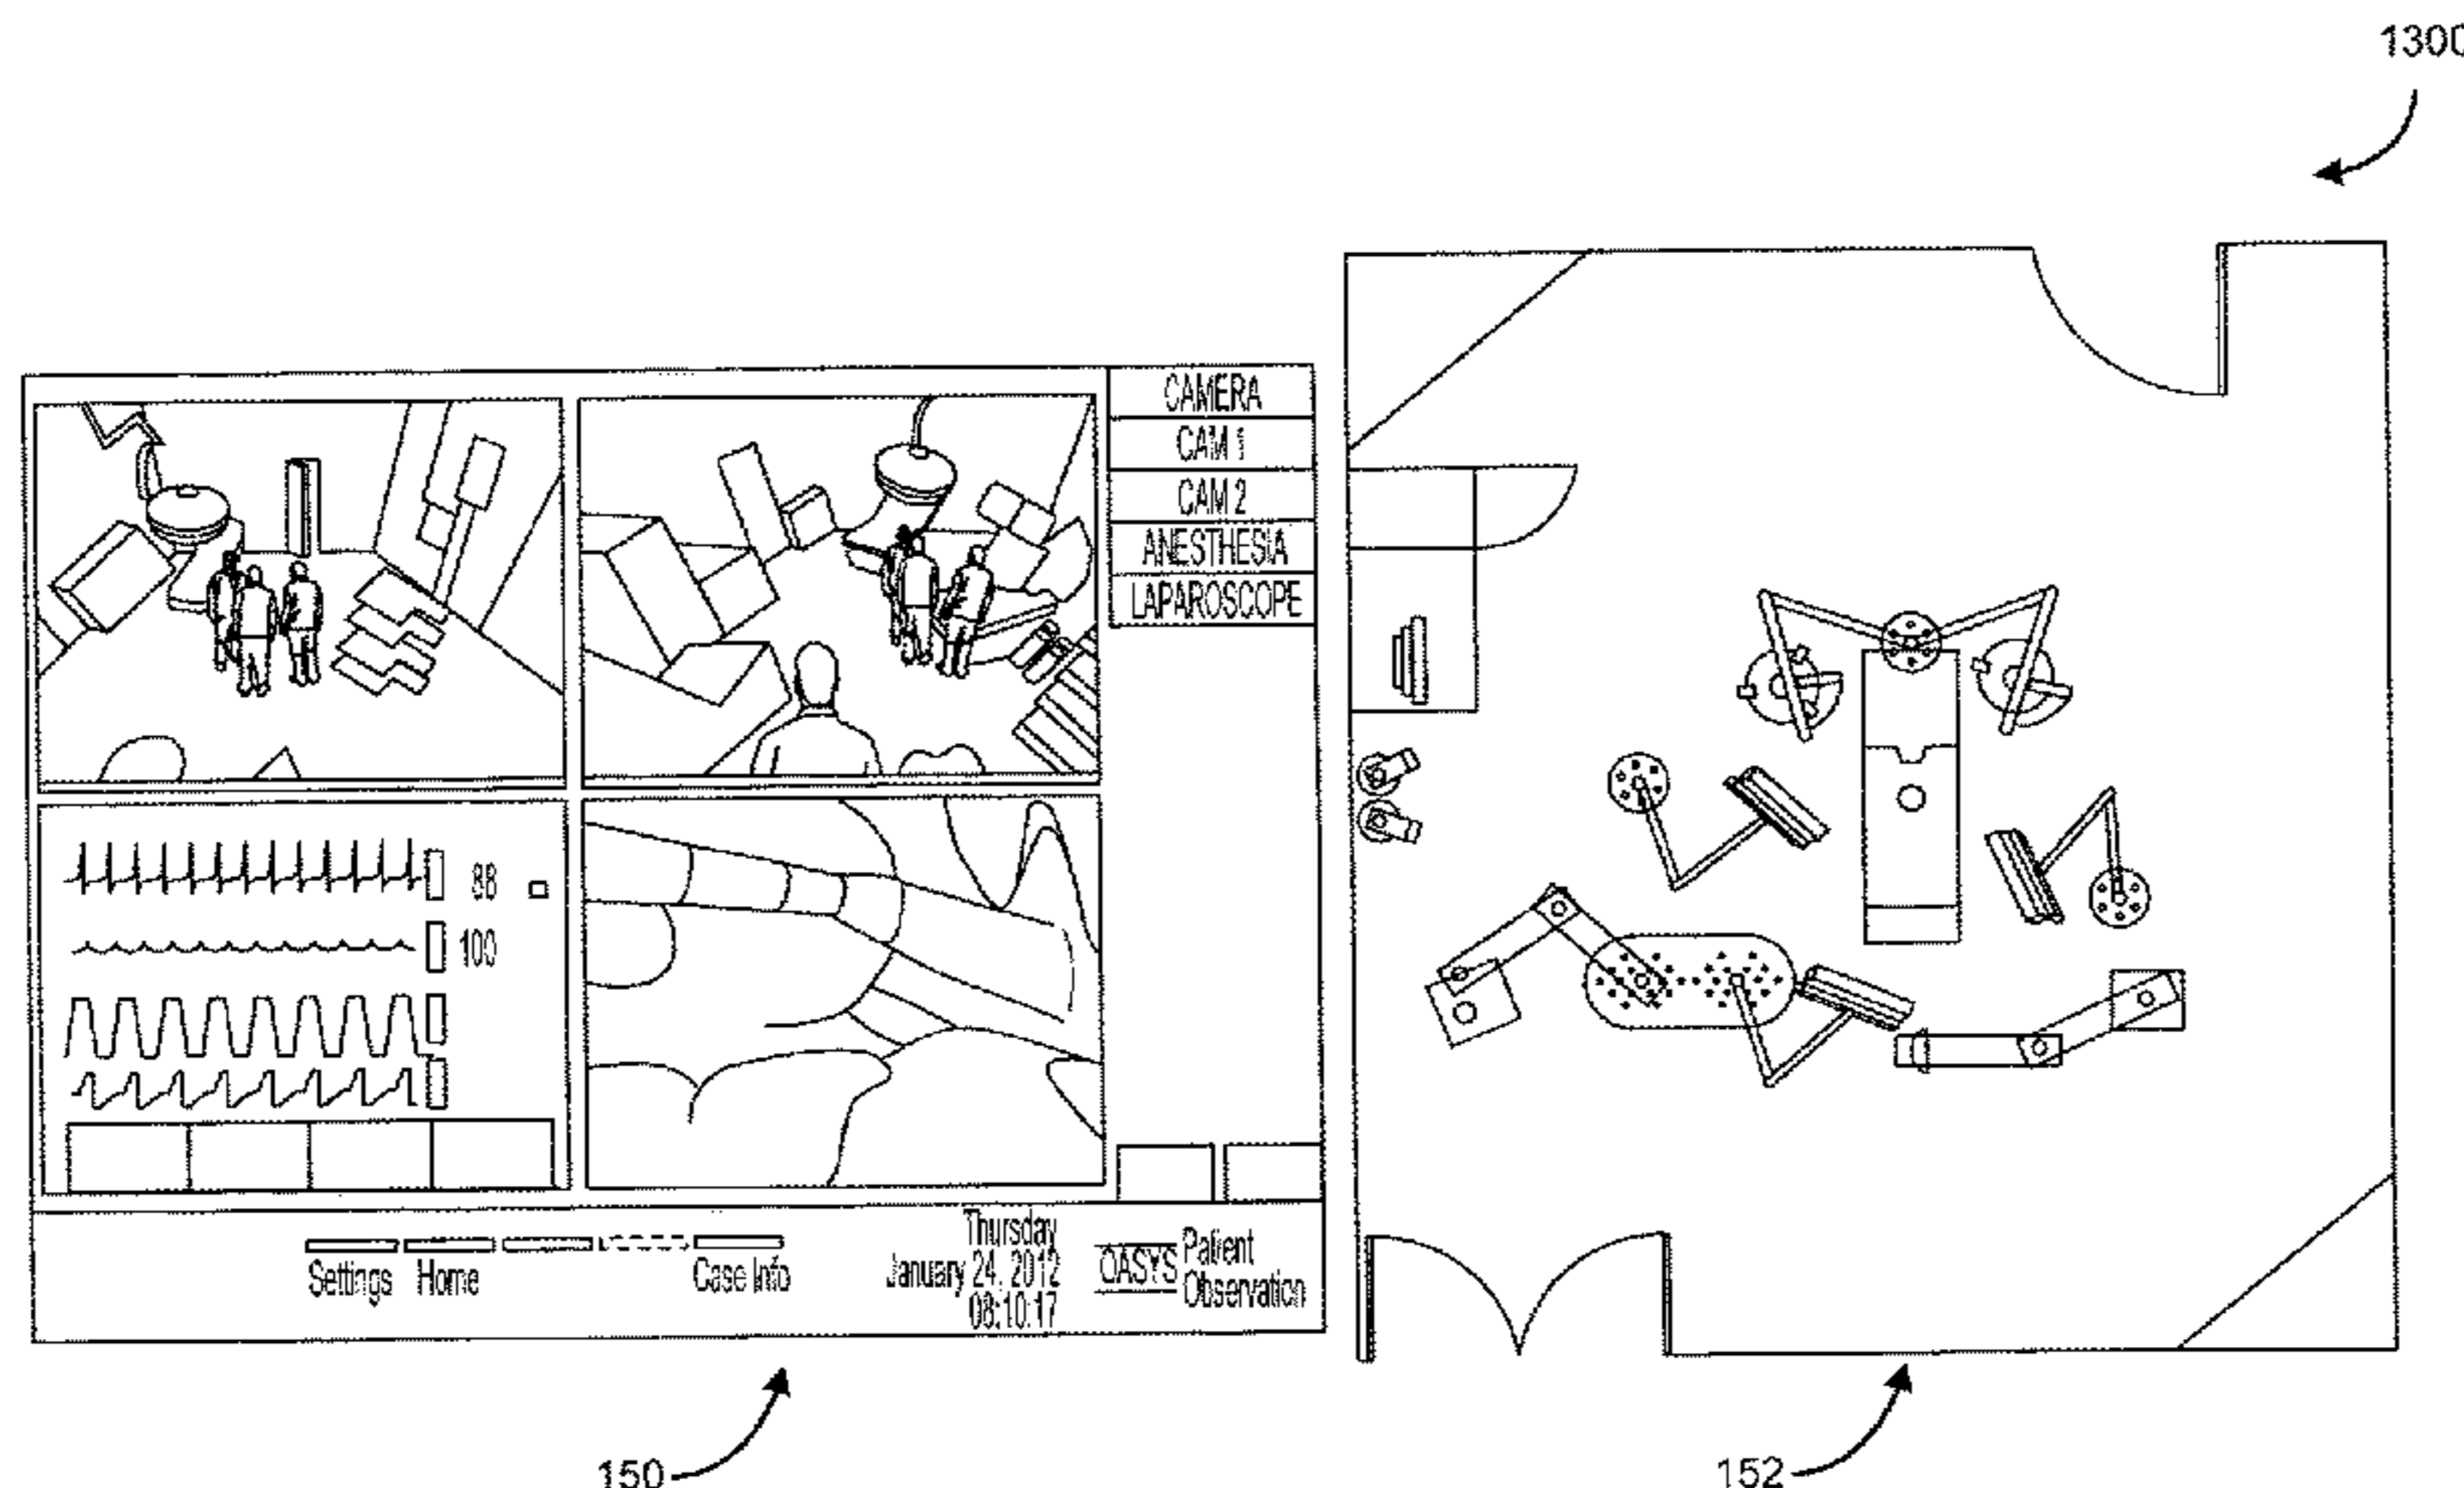 1300
CAMERA
CAM 1
CAM 2
ANESTHESIA
LAPAROSCOPE
88
100
Settings Home Case Info
Thursday
January 24, 2012
08:10:17
OASYS Patient
Observation
150
152